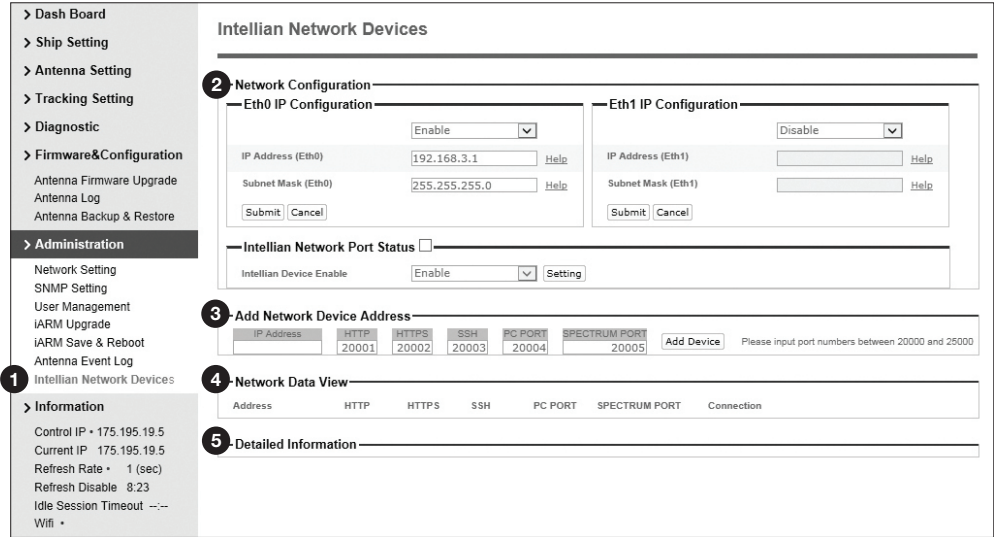 > Dash Board
> Ship Setting
> Antenna Setting
> Tracking Setting
> Diagnostic
> Firmware&Configuration
Antenna Firmware Upgrade
Antenna Log
Antenna Backup & Restore
> Administration
Network Setting
SNMP Setting
User Management
iARM Upgrade
iARM Save & Reboot
Antenna Event Log
1 Intellian Network Devices
> Information
Control IP • 175.195.19.5
Current IP 175.195.19.5
Refresh Rate • 1 (sec)
Refresh Disable 8:23
Idle Session Timeout --:--
Wifi •
Intellian Network Devices
2 Network Configuration
Eth0 IP Configuration
Enable
IP Address (Eth0) 192.168.3.1 Help
Subnet Mask (Eth0) 255.255.255.0 Help
Submit Cancel
Eth1 IP Configuration
Disable
IP Address (Eth1) Help
Subnet Mask (Eth1) Help
Submit Cancel
Intellian Network Port Status
Intellian Device Enable Enable Setting
3 Add Network Device Address
IP Address HTTP HTTPS SSH PC PORT SPECTRUM PORT
20001 20002 20003 20004 20005 Add Device Please input port numbers between 20000 and 25000
4 Network Data View
Address HTTP HTTPS SSH PC PORT SPECTRUM PORT Connection
5 Detailed Information